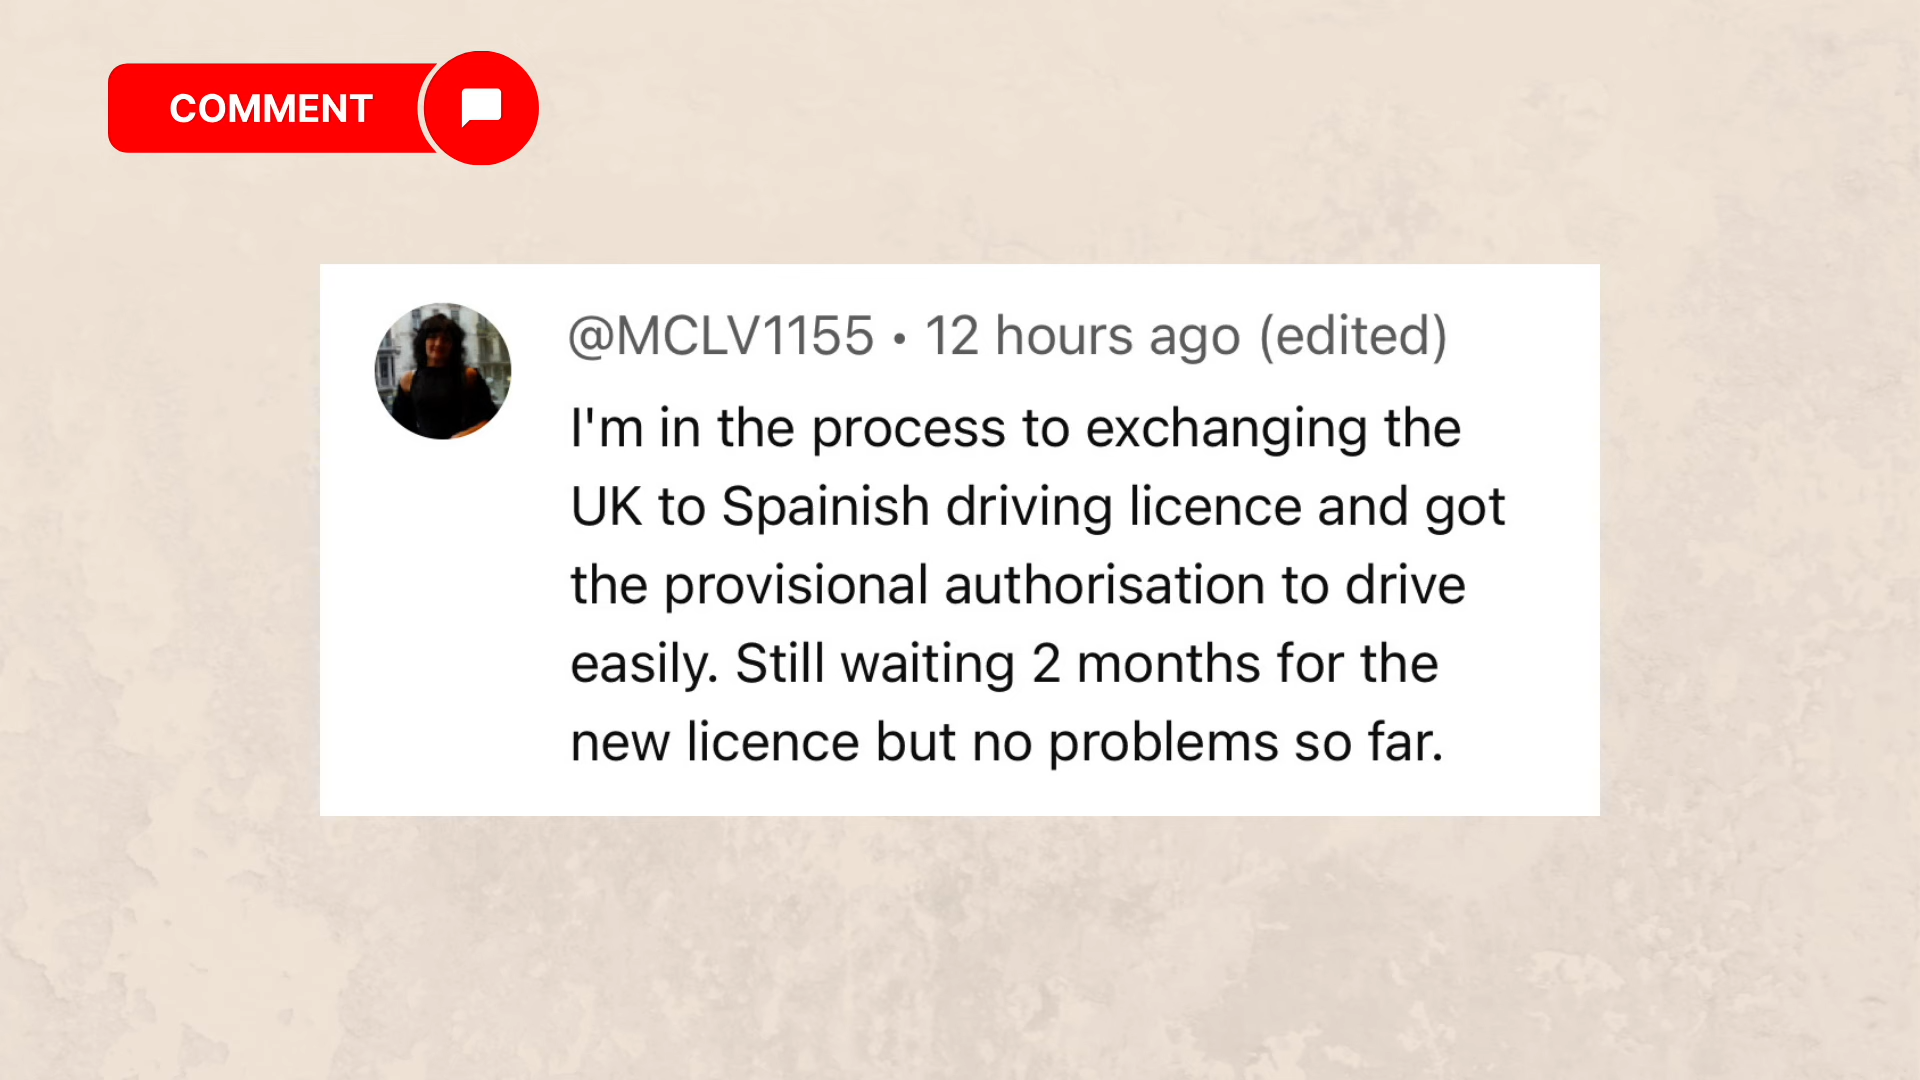 COMMENT
@MCLV1155 • 12 hours ago (edited)
I'm in the process to exchanging the
UK to Spainish driving licence and got
the provisional authorisation to drive
easily. Still waiting 2 months for the
new licence but no problems so far.